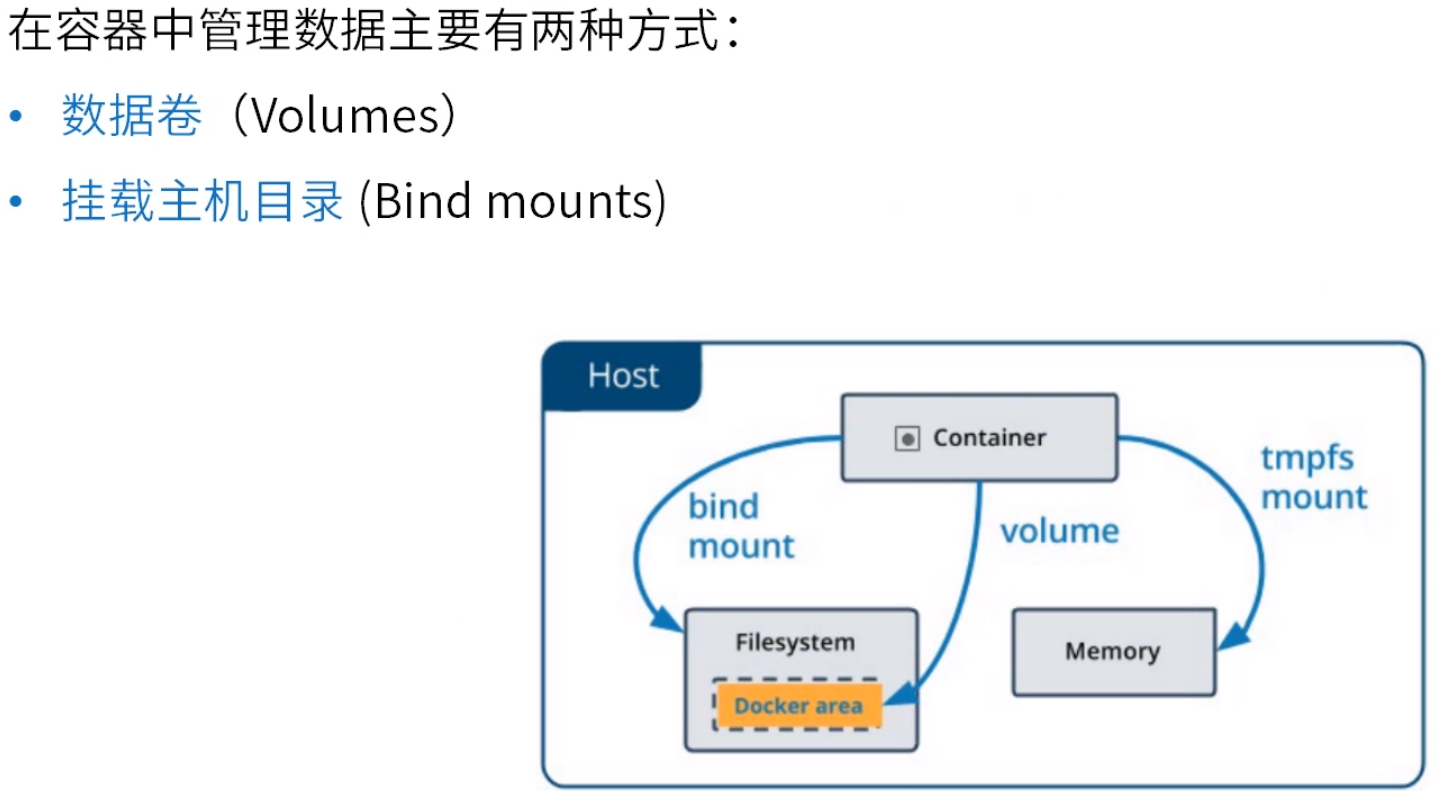 在容器中管理数据主要有两种方式：
• 数据卷（Volumes）
• 挂载主机目录 (Bind mounts)
Host
Container
bind
mount
volume
tmpfs
mount
Filesystem
Docker area
Memory